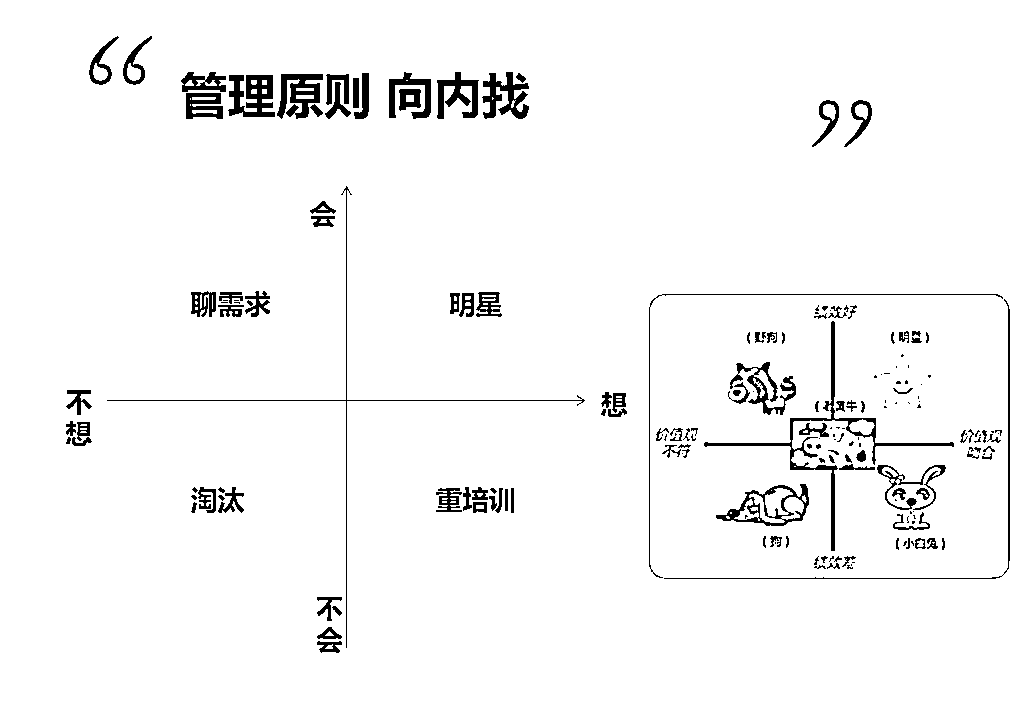 “
管理原则 向内找
”
会
聊需求
明星
不想
想
淘汰
重培训
不会
绩效好
(野狗)
(明星)
(老黄牛)
价值观
不符
价值观
吻合
(狗)
(小白兔)
绩效差